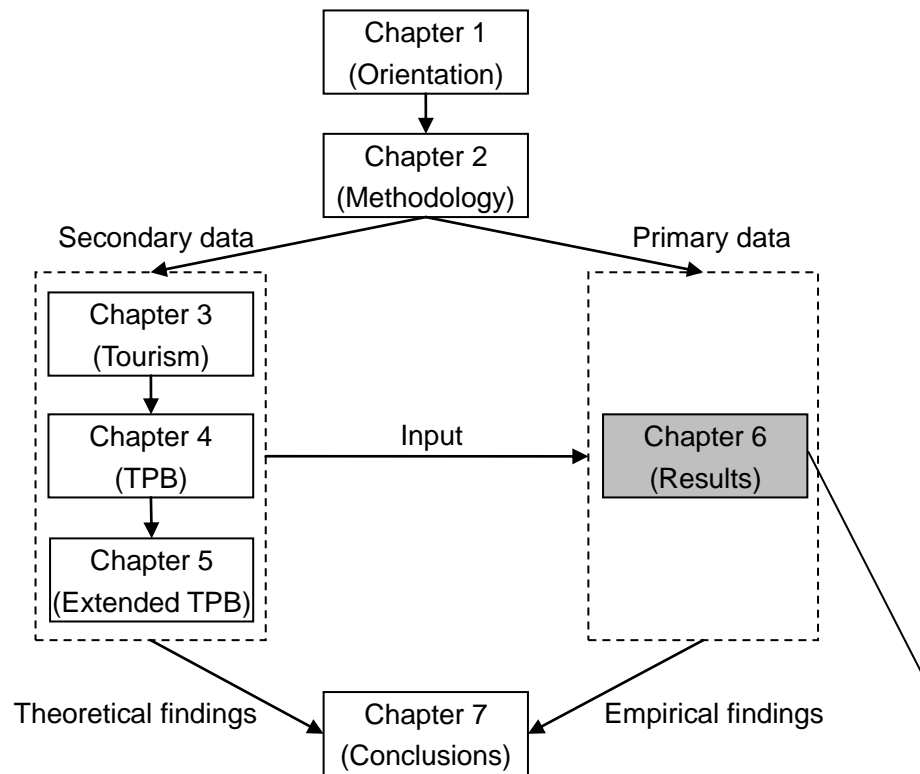 Chapter 1
(Orientation)
Chapter 2
(Methodology)
Secondary data
Primary data
Chapter 3
(Tourism)
Chapter 4
(TPB)
Input
Chapter 6
(Results)
Chapter 5
(Extended TPB)
Theoretical findings
Chapter 7
(Conclusions)
Empirical findings